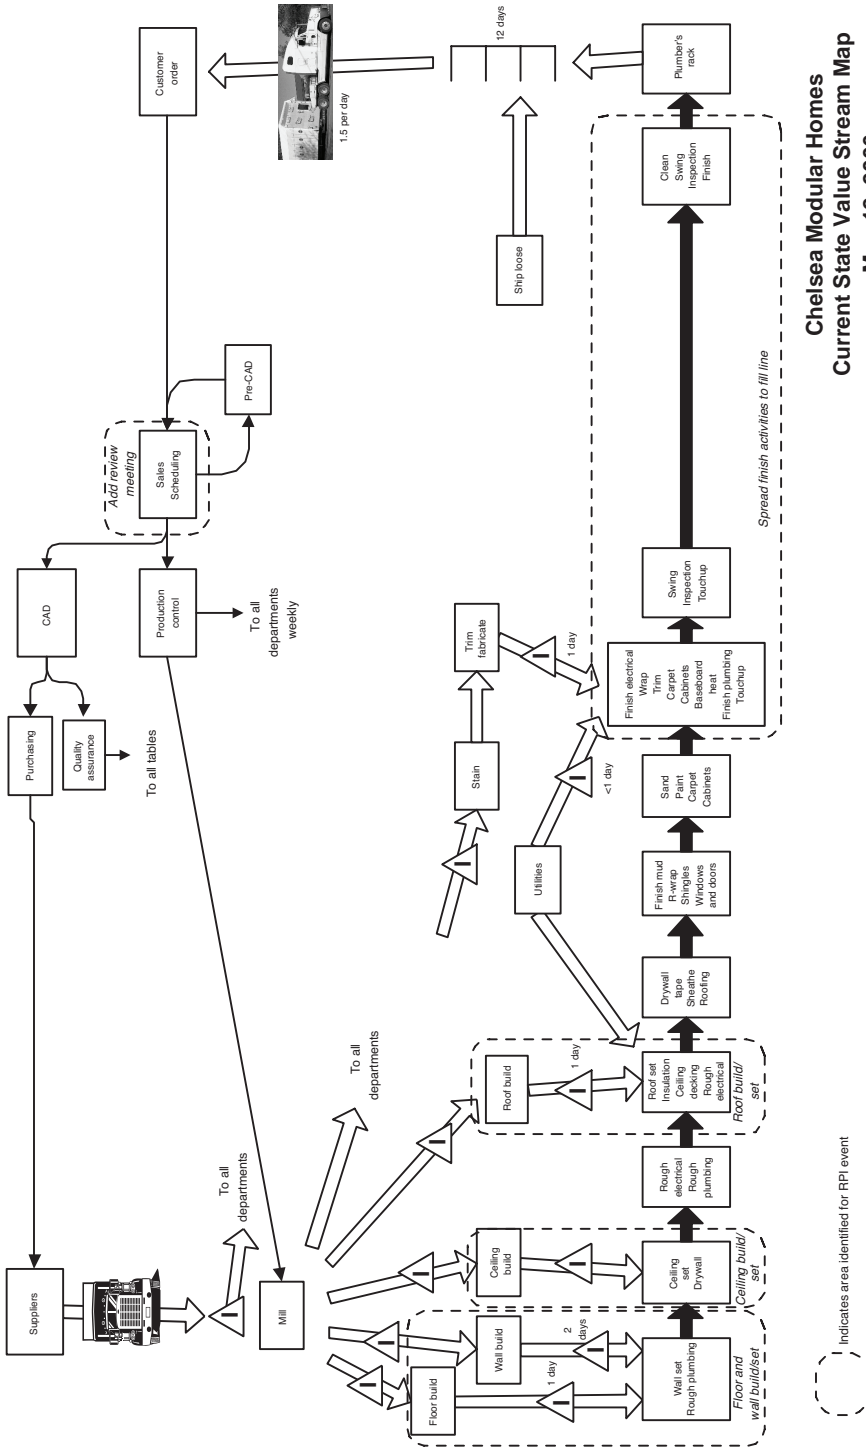 Suppliers
Purchasing
CAD
Quality
assurance
To all tables
Customer
order
Add review
meeting
Sales
Scheduling
Pre-CAD
Production
control
To all
departments
weekly
1.5 per day
12 days
Ship loose
To all
departments
Mill
To all
departments
Stain
Trim
fabricate
1 day
Utilities
<1 day
I
I
I
I
I
I
I
I
I
I
I
I
Floor build
Wall build
1 day
2
days
Ceiling
build
Roof build
1 day
Wall set
Rough plumbing
Floor and
wall build/set
Ceiling
set
Drywall
Ceiling build/
set
Rough
electrical
Rough
plumbing
Roof set
Insulation
Ceiling
decking
Rough
electrical
Roof build/
set
Drywall
tape
Sheathe
Roofing
Finish mud
R-wrap
Shingles
Windows
and doors
Sand
Paint
Carpet
Cabinets
Finish electrical
Wrap
Trim
Carpet
Cabinets
Baseboard
heat
Finish plumbing
Touchup
Swing
Inspection
Touchup
Clean
Swing
Inspection
Finish
Plumber's
rack
Spread finish activities to fill line
Indicates area identified for RPI event
Chelsea Modular Homes
Current State Value Stream Map